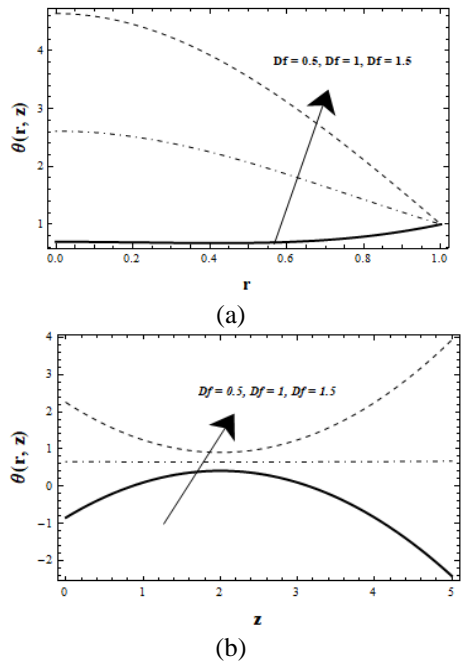 4
3
2
1
θ(r, z)
Df = 0.5, Df = 1, Df = 1.5
0.0 0.2 0.4 0.6 0.8 1.0
r
(a)
4
3
2
1
0
−1
−2
θ(r, z)
Df = 0.5, Df = 1, Df = 1.5
0 1 2 3 4 5
z
(b)